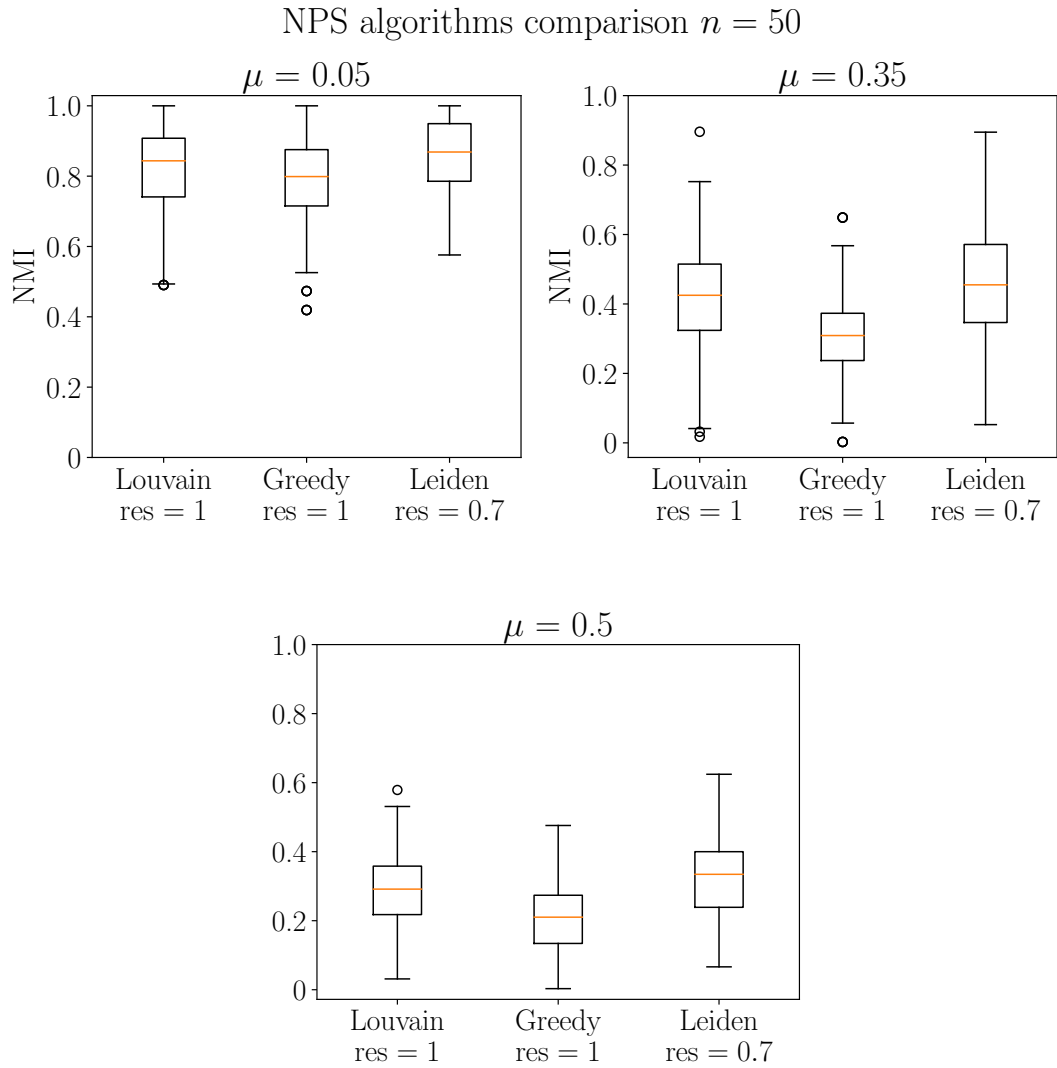 NPS algorithms comparison n = 50
μ = 0.05
1.0
0.8
0.6
0.4
0.2
0
NMI
Louvain
res = 1
Greedy
res = 1
Leiden
res = 0.7
μ = 0.35
1.0
0.8
0.6
0.4
0.2
0
NMI
Louvain
res = 1
Greedy
res = 1
Leiden
res = 0.7
μ = 0.5
1.0
0.8
0.6
0.4
0.2
0
Louvain
res = 1
Greedy
res = 1
Leiden
res = 0.7